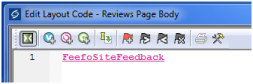 Edit Layout Code - Reviews Page Body
1 FeefoSiteFeedback